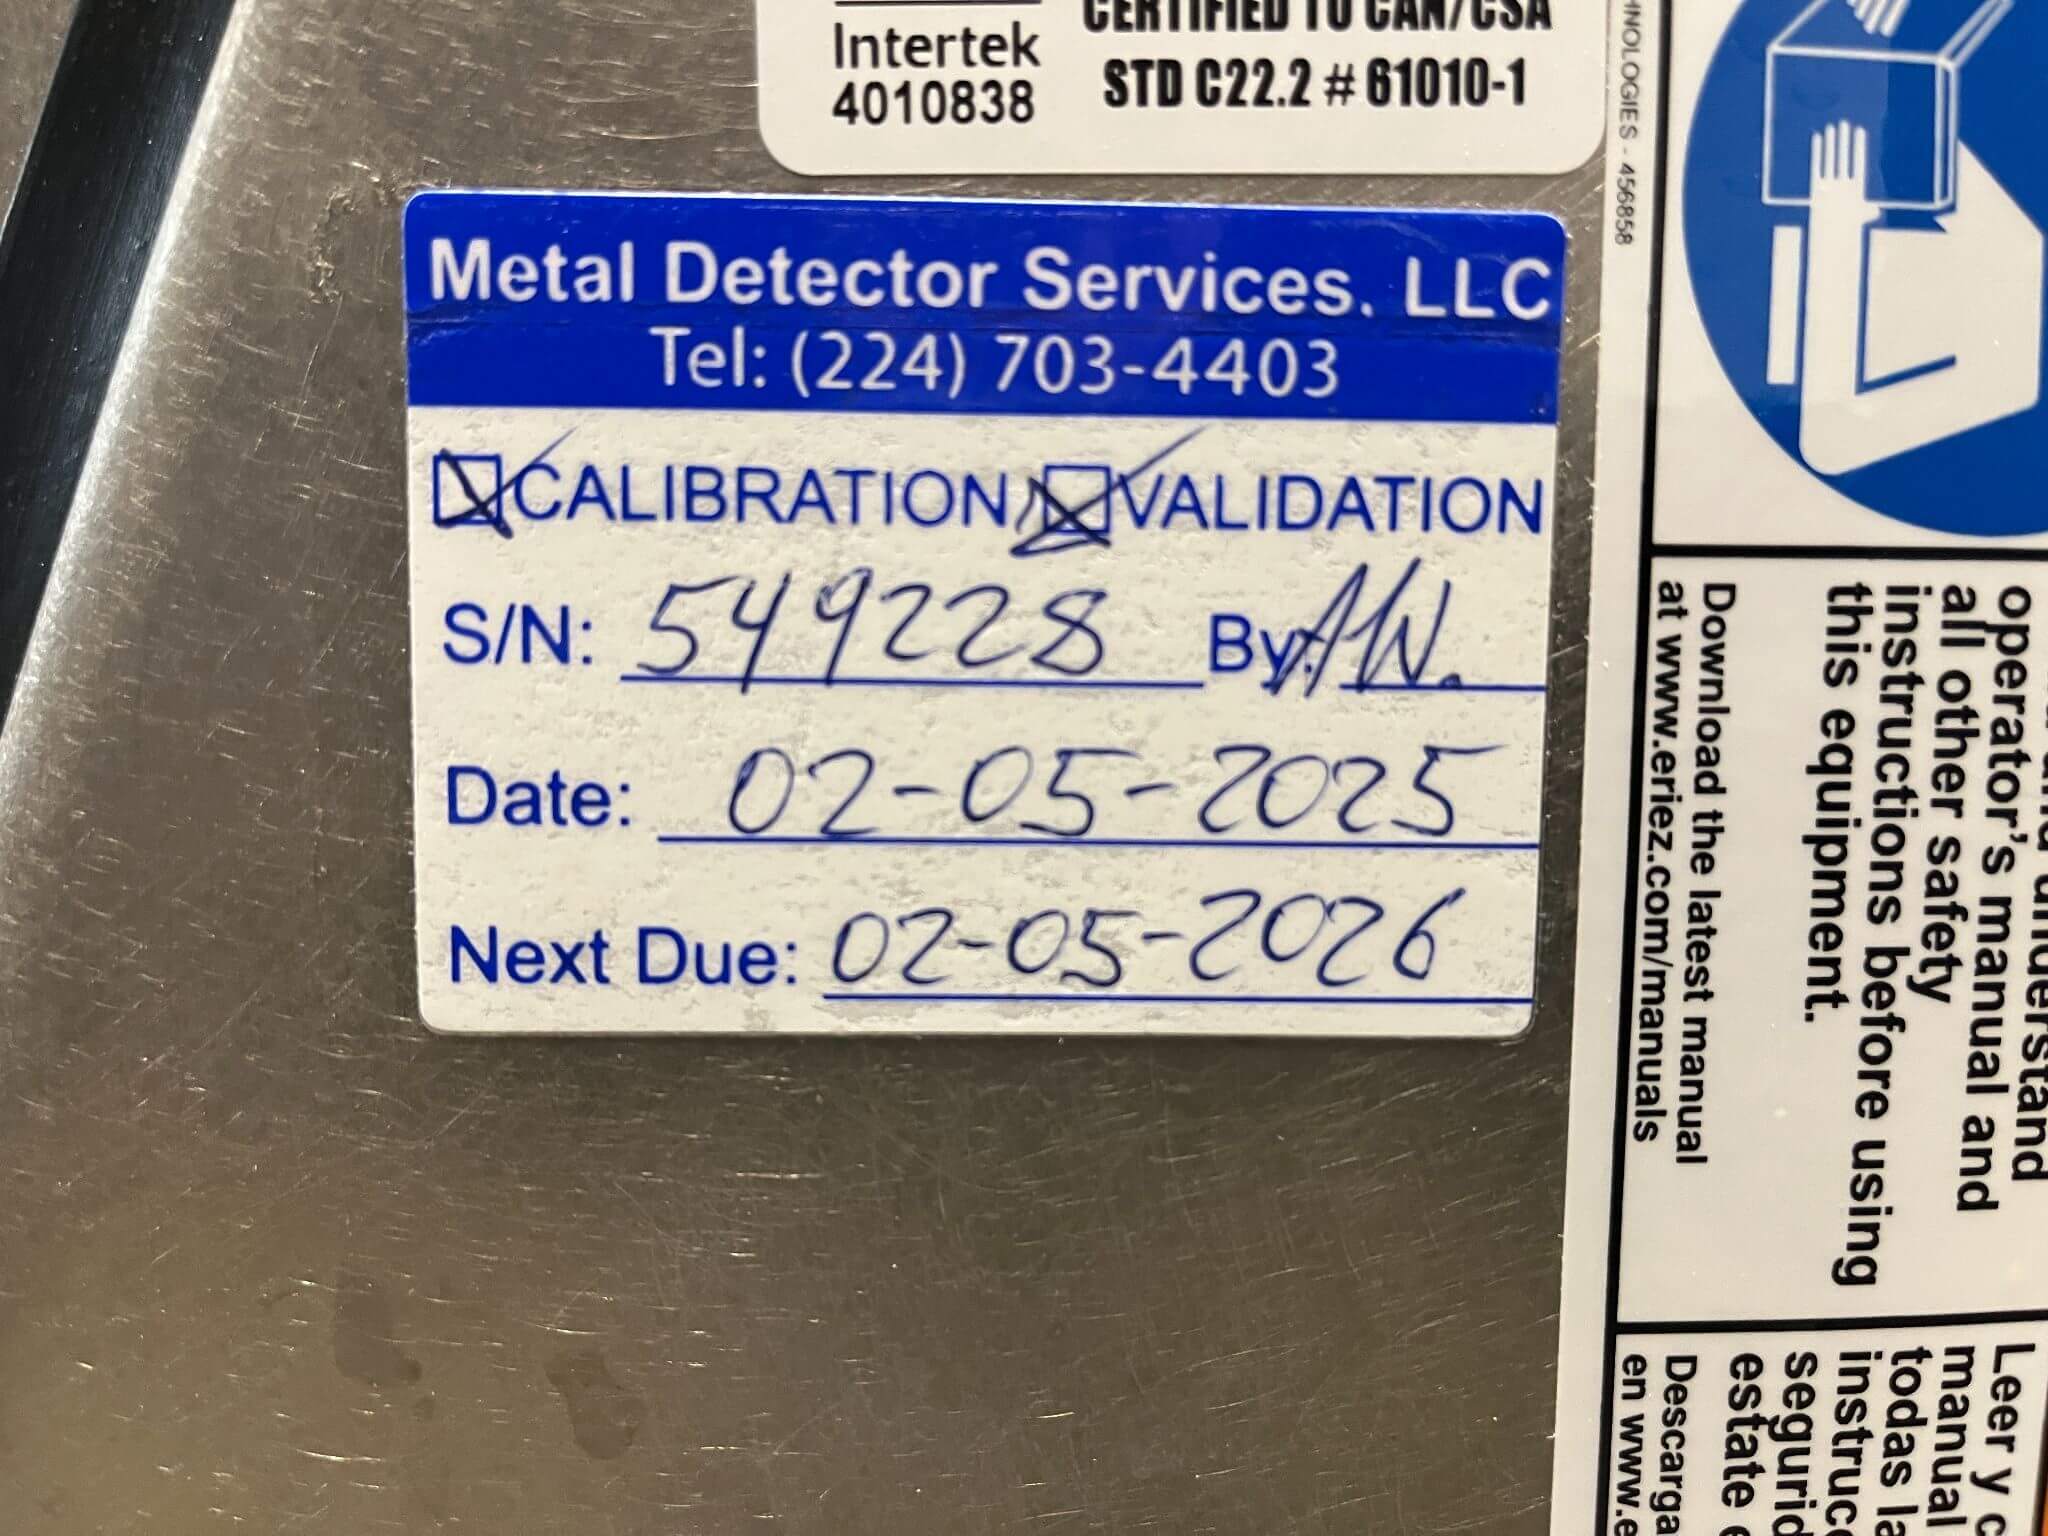 Intertek
4010838
CERTIFIED TO CAN/CSA
STD C22.2 # 61010-1
Metal Detector Services, LLC
Tel: (224) 703-4403
CALIBRATION VALIDATION
S/N: 549228 By: AW.
Date: 02-05-2025
Next Due: 02-05-2026
- 456858
operator's manual and
all other safety
instructions before using
this equipment.
Download the latest manual
at www.eriez.com/manuals
Leer y
manual
todas
estate
Descarga
en